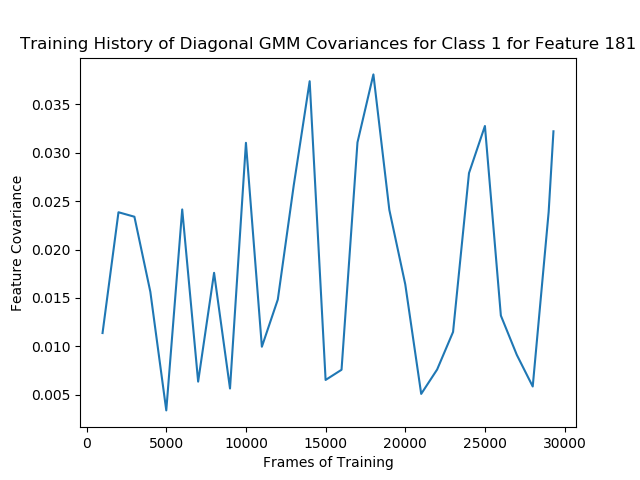 Training History of Diagonal GMM Covariances for Class 1 for Feature 181
Feature Covariance
0.035
0.030
0.025
0.020
0.015
0.010
0.005
0 5000 10000 15000 20000 25000 30000
Frames of Training